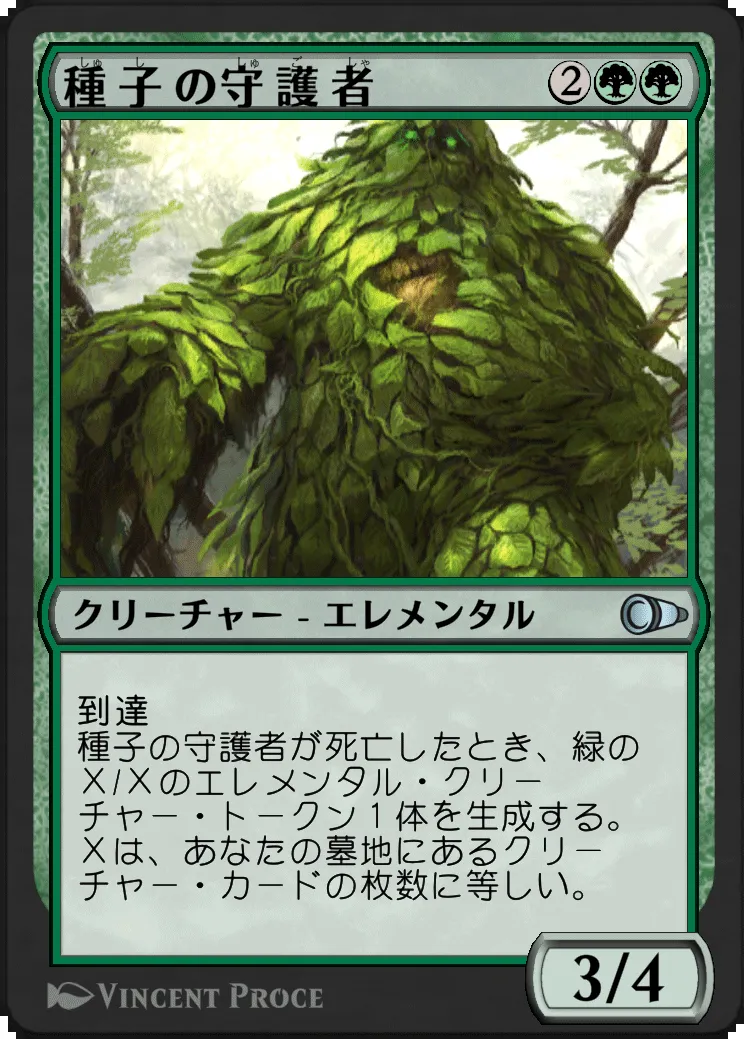 種子の守護者
2
クリーチャー - エレメンタル
到達
種子の守護者が死亡したとき、緑の
X/Xのエレメンタル・クリー
チャー・トークン1体を生成する。
Xは、あなたの墓地にあるクリー
チャー・カードの枚数に等しい。
3/4
VINCENT PROCE